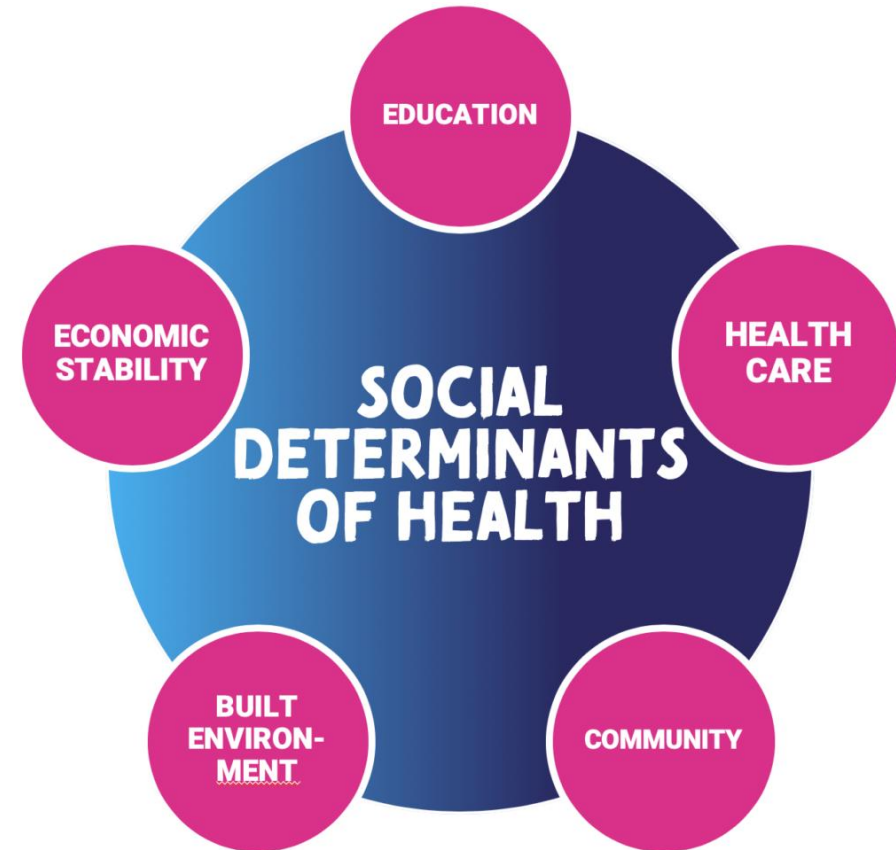 EDUCATION
ECONOMIC
STABILITY
HEALTH
CARE
SOCIAL
DETERMINANTS
OF HEALTH
BUILT
ENVIRON-
MENT
COMMUNITY